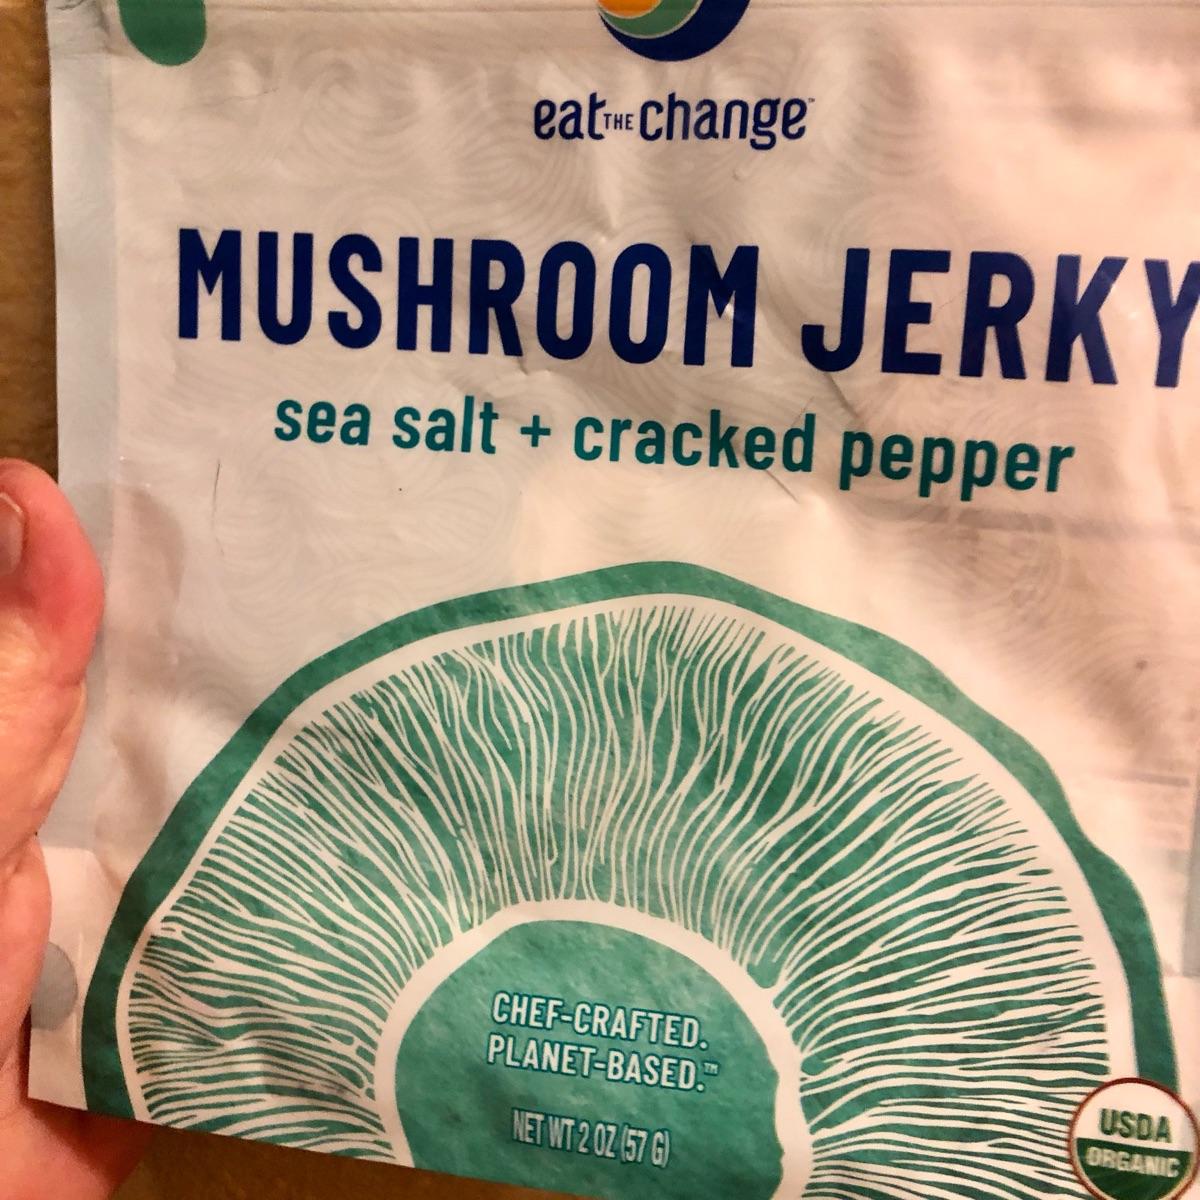 eat THE change™
MUSHROOM JERKY
sea salt + cracked pepper
CHEF-CRAFTED.
PLANET-BASED.™
NET WT 2 OZ (57 G)
USDA
ORGANIC